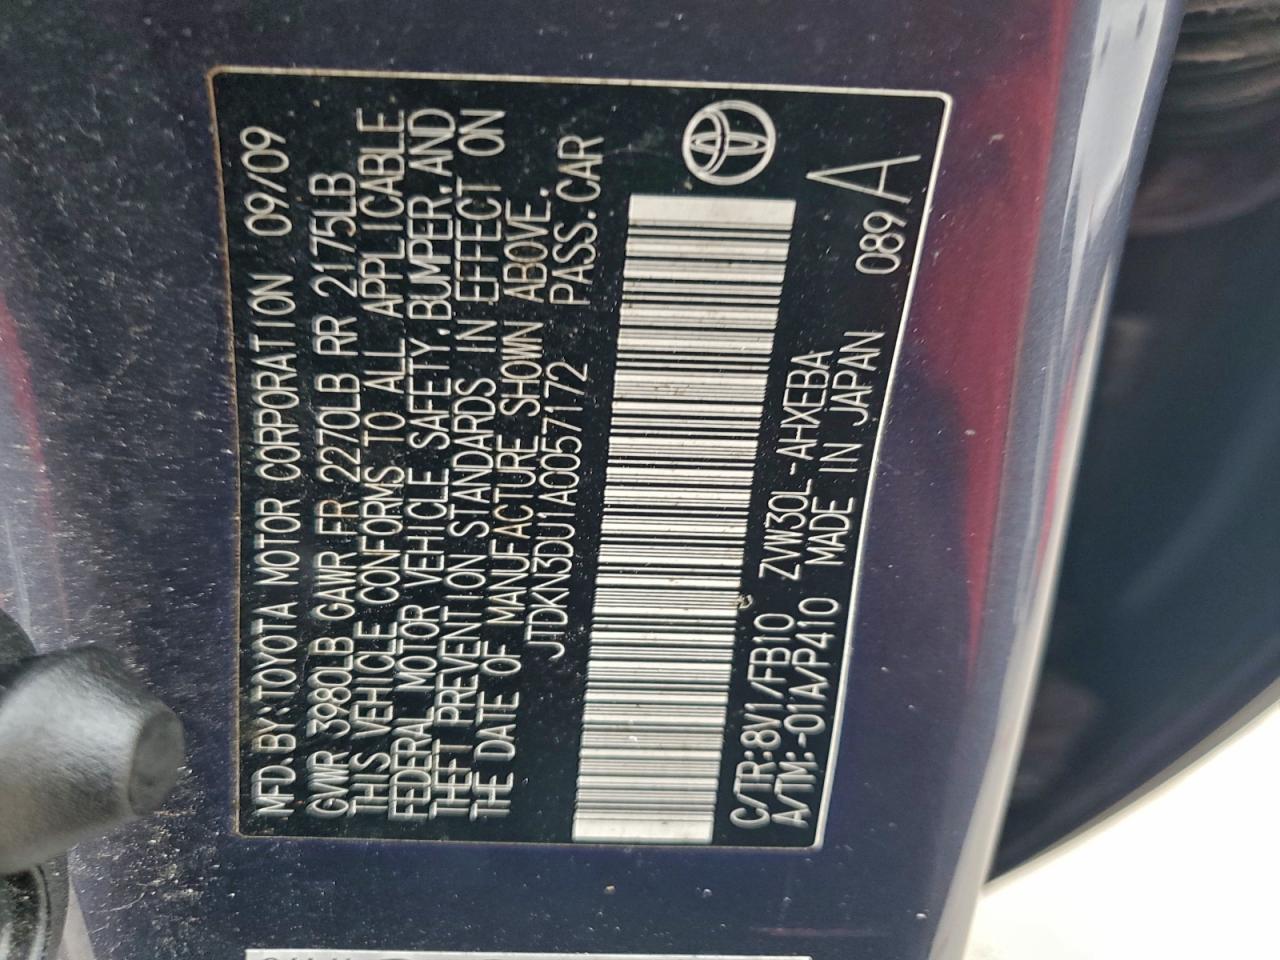 MFD.BY:TOYOTA MOTOR CORPORATION 09/09
GVWR 3980LB GAWR FR 2270LB RR 2175LB
THIS VEHICLE CONFORMS TO ALL APPLICABLE
FEDERAL MOTOR VEHICLE SAFETY,BUMPER,AND
THEFT PREVENTION STANDARDS IN EFFECT ON
THE DATE OF MANUFACTURE SHOWN ABOVE.
JTDKN3DU1A0057172 PASS.CAR
C/TR:8V1/FB10 ZVW30L-AHXEBA
A/TM:-01A/P410 MADE IN JAPAN 089 A